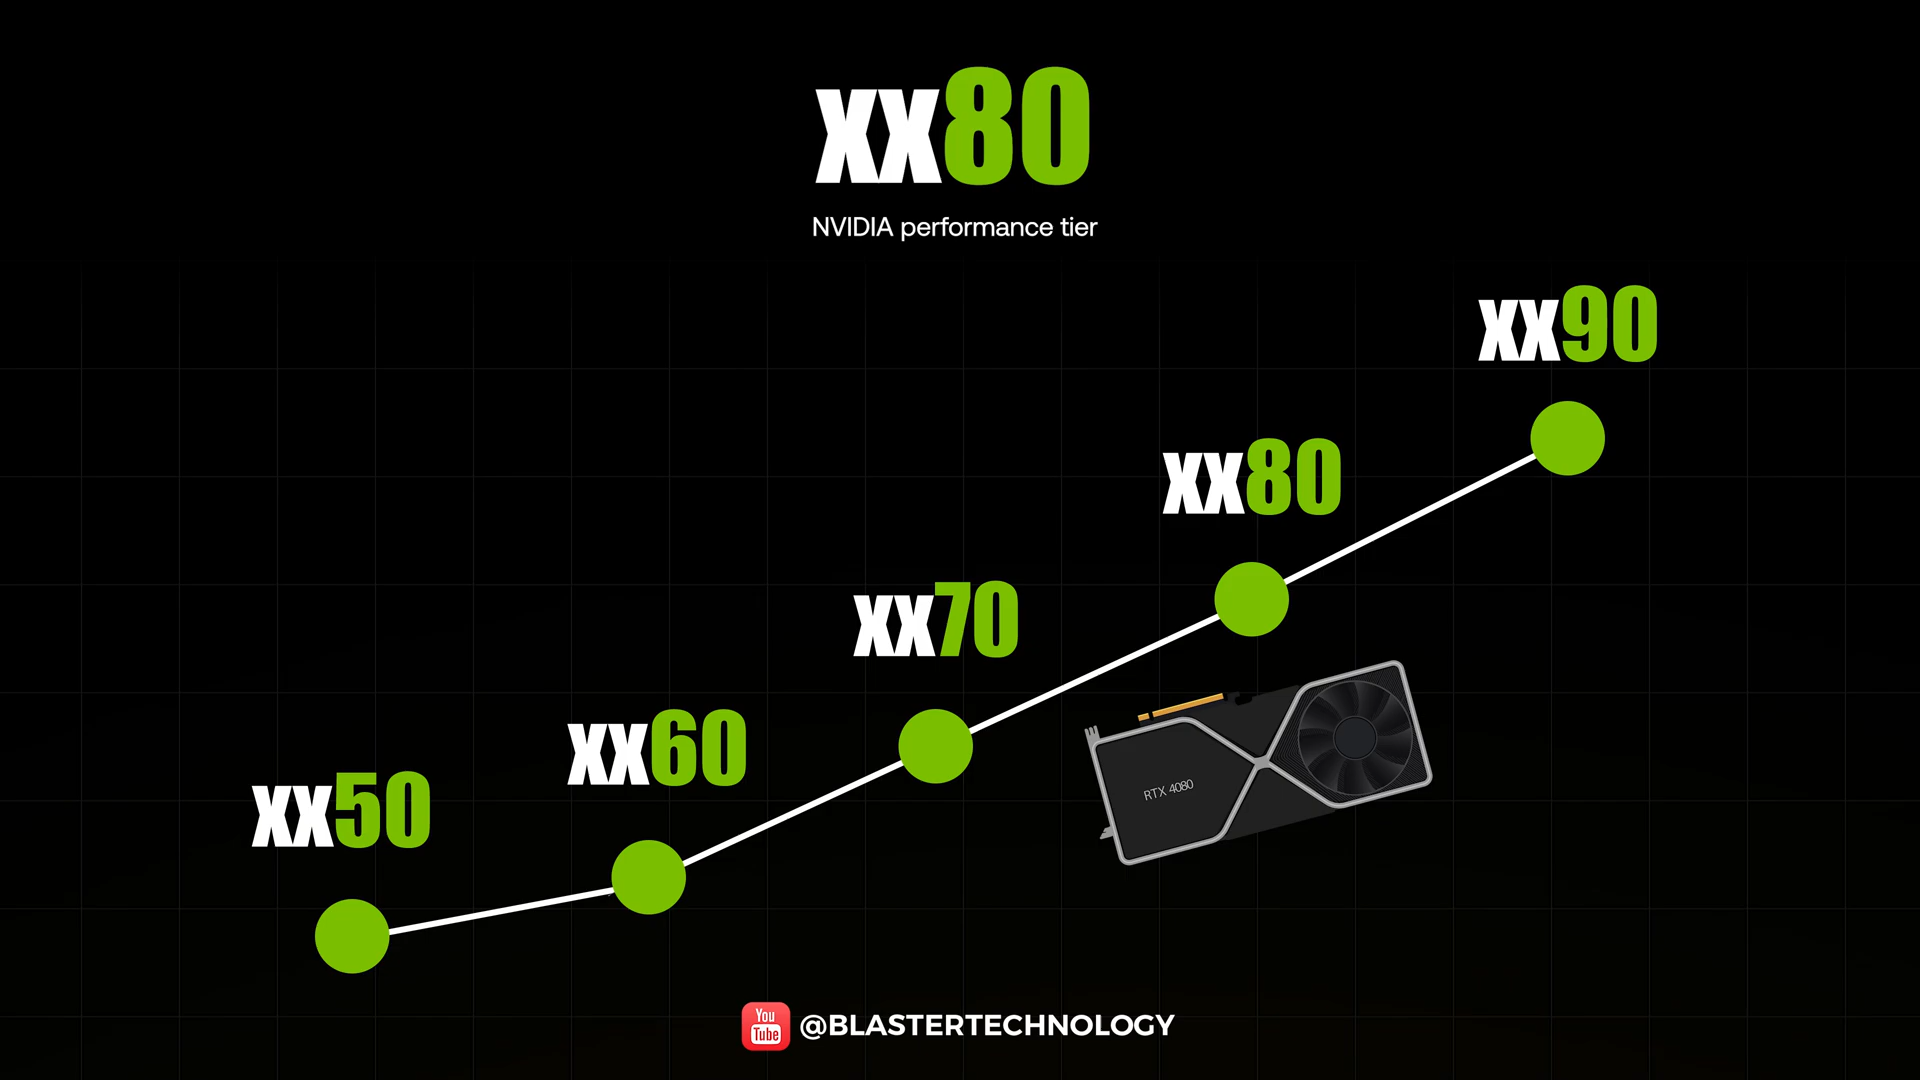 xx80
NVIDIA performance tier
xx90
xx80
xx70
xx60
xx50
RTX 4080
You
Tube
@BLASTERTECHNOLOGY